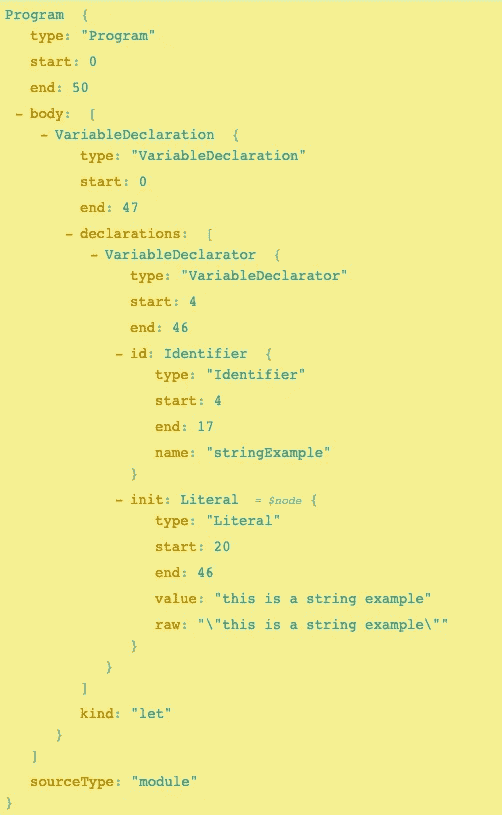 Program {
type: "Program"
start: 0
end: 50
- body: [
- VariableDeclaration {
type: "VariableDeclaration"
start: 0
end: 47
- declarations: [
- VariableDeclarator {
type: "VariableDeclarator"
start: 4
end: 46
- id: Identifier {
type: "Identifier"
start: 4
end: 17
name: "stringExample"
}
- init: Literal = $node {
type: "Literal"
start: 20
end: 46
value: "this is a string example"
raw: "\"this is a string example\""
}
}
]
kind: "let"
}
]
sourceType: "module"
}